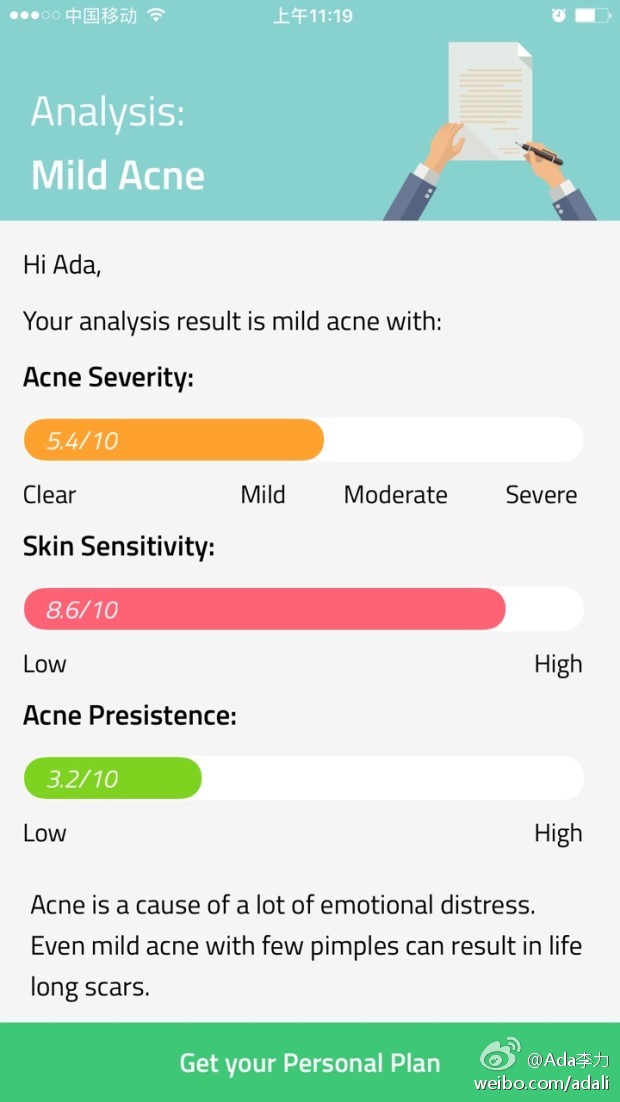 中国移动
上午11:19
Analysis:
Mild Acne
Hi Ada,
Your analysis result is mild acne with:
Acne Severity:
5.4/10
Clear Mild Moderate Severe
Skin Sensitivity:
8.6/10
Low High
Acne Presistence:
3.2/10
Low High
Acne is a cause of a lot of emotional distress.
Even mild acne with few pimples can result in life
long scars.
Get your Personal Plan
@Ada李力
weibo.com/adali